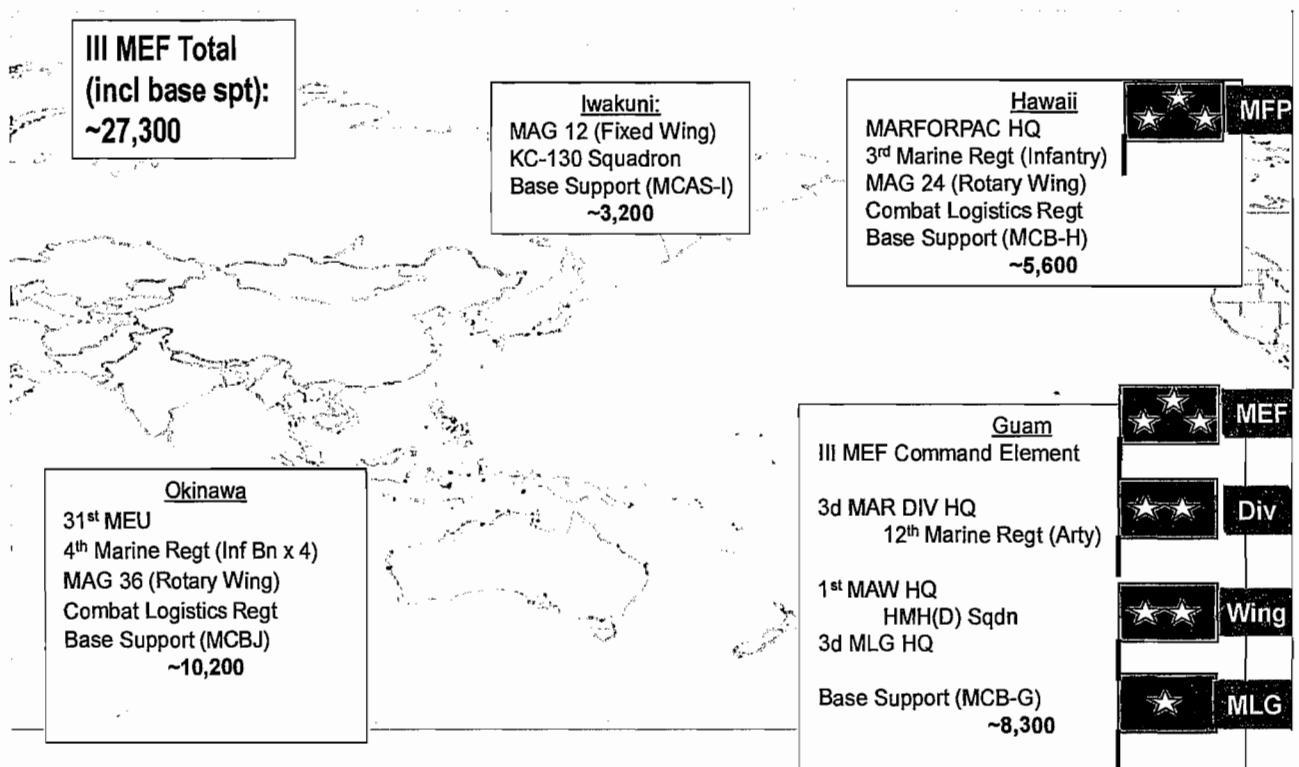 III MEF Total
(incl base spt):
~27,300
Iwakuni:
MAG 12 (Fixed Wing)
KC-130 Squadron
Base Support (MCAS-I)
~3,200
Hawaii
MARFORPAC HQ
3rd Marine Regt (Infantry)
MAG 24 (Rotary Wing)
Combat Logistics Regt
Base Support (MCB-H)
~5,600
MFP
Okinawa
31st MEU
4th Marine Regt (Inf Bn x 4)
MAG 36 (Rotary Wing)
Combat Logistics Regt
Base Support (MCBJ)
~10,200
Guam
III MEF Command Element
3d MAR DIV HQ
12th Marine Regt (Arty)
1st MAW HQ
HMH(D) Sqdn
3d MLG HQ
Base Support (MCB-G)
~8,300
MEF
Div
Wing
MLG